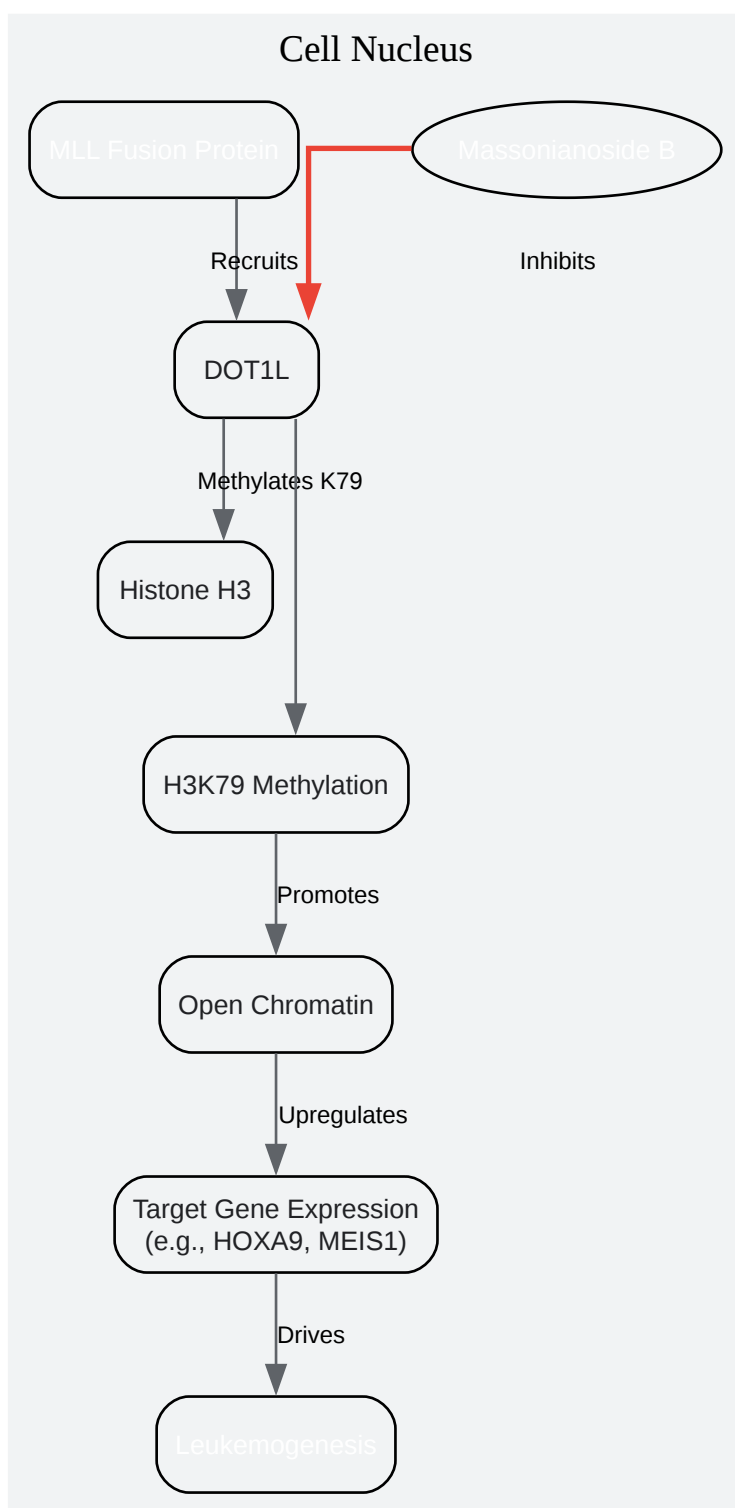 Cell Nucleus
MLL Fusion Protein
Massonianoside B
Recruits
Inhibits
DOT1L
Methylates K79
Histone H3
H3K79 Methylation
Promotes
Open Chromatin
Upregulates
Target Gene Expression
(e.g., HOXA9, MEIS1)
Drives
Leukemogenesis